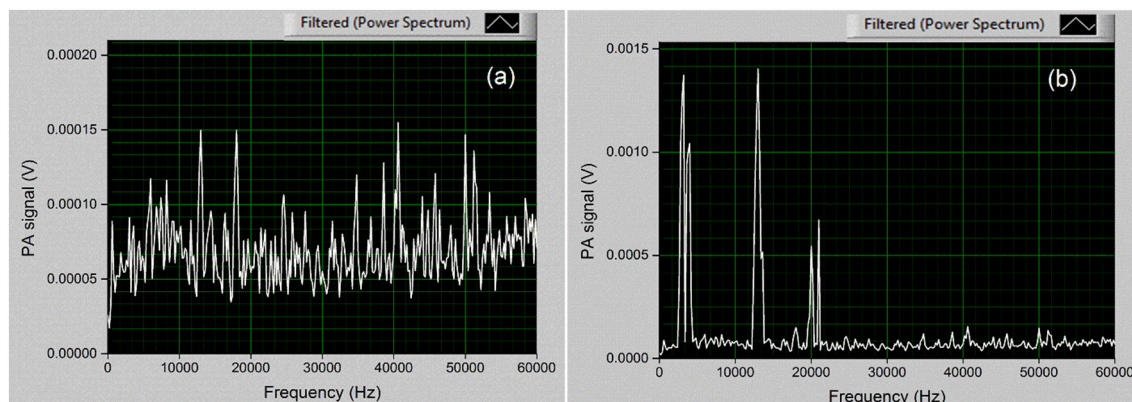 Filtered (Power Spectrum)
(a)
PA signal (V)
0.00020
0.00015
0.00010
0.00005
0.00000
0 10000 20000 30000 40000 50000 60000
Frequency (Hz)
Filtered (Power Spectrum)
(b)
PA signal (V)
0.0015
0.0010
0.0005
0.0000
0 10000 20000 30000 40000 50000 60000
Frequency (Hz)